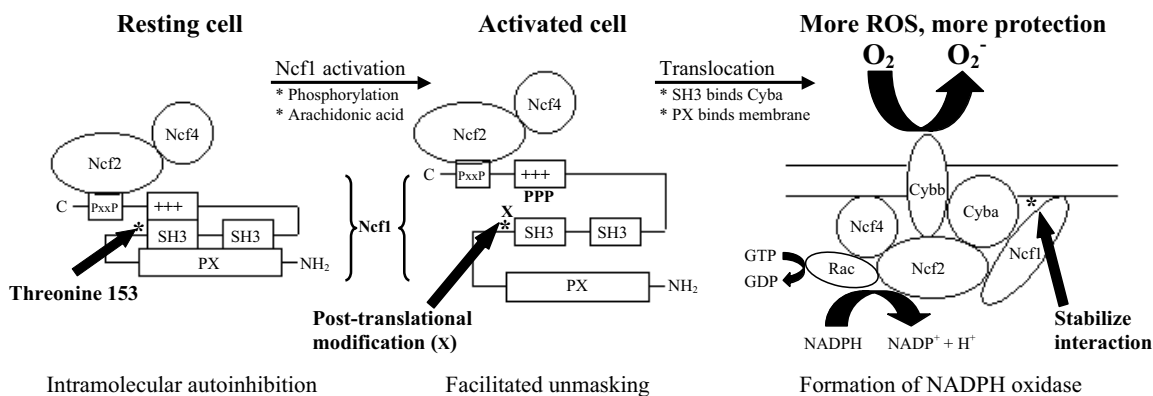 Resting cell
Activated cell
More ROS, more protection
O₂
O₂⁻
Ncf1 activation
* Phosphorylation
* Arachidonic acid
Translocation
* SH3 binds Cyba
* PX binds membrane
Ncf4
Ncf2
C
PxxP
+++
*
SH3
SH3
PX
NH₂
Threonine 153
Ncf1
Ncf4
Ncf2
C
PxxP
+++
PPP
X
*
SH3
SH3
PX
NH₂
Post-translational
modification (X)
Cybb
Cyba
*
Ncf4
Ncf1
GTP
GDP
Rac
Ncf2
NADPH
NADP⁺ + H⁺
Stabilize
interaction
Intramolecular autoinhibition
Facilitated unmasking
Formation of NADPH oxidase